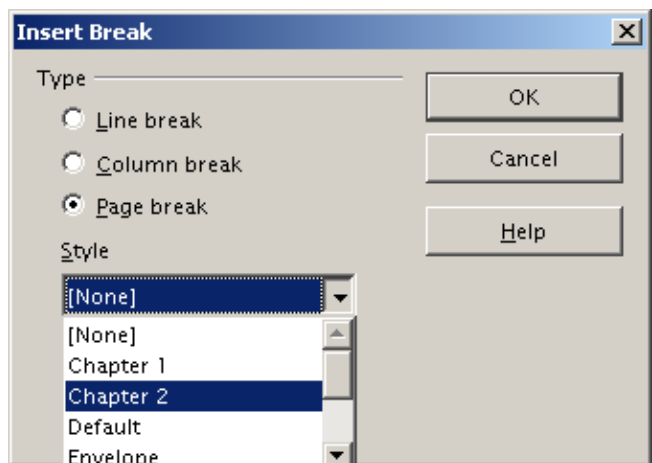 Insert Break
Type
OK
Line break
Column break
Cancel
Page break
Help
Style
[None]
[None]
Chapter 1
Chapter 2
Default
Envelope